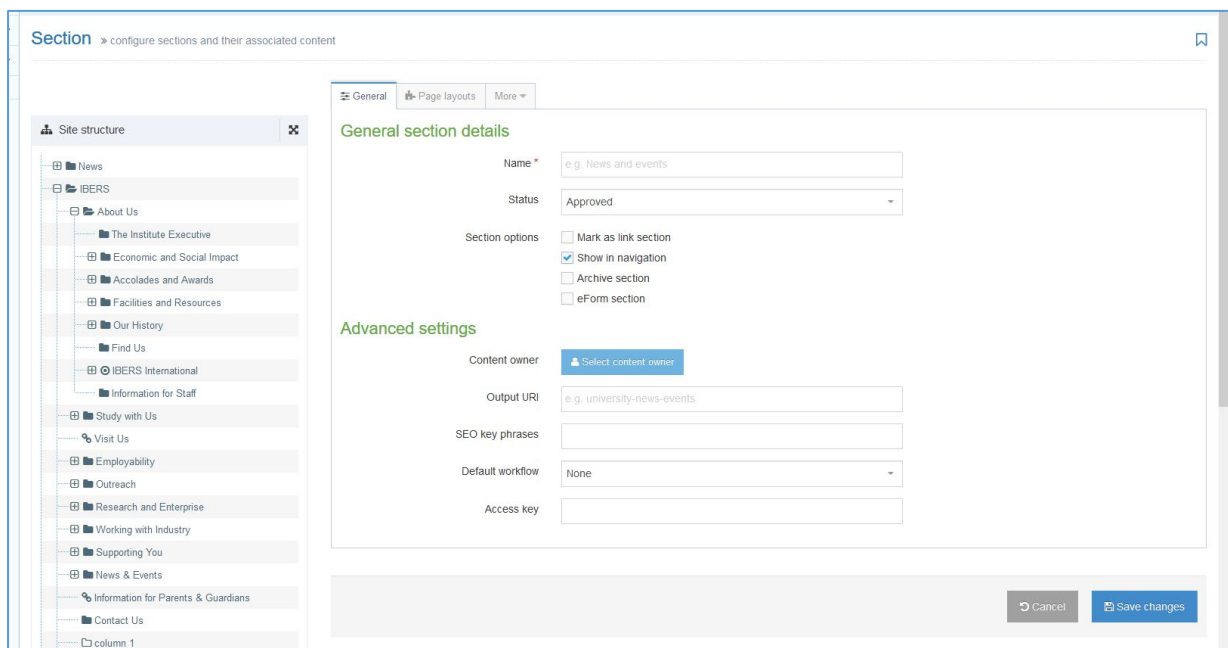 Section » configure sections and their associated content
General
Page layouts
More
Site structure
News
IBERS
About Us
The Institute Executive
Economic and Social Impact
Accolades and Awards
Facilities and Resources
Our History
Find Us
IBERS International
Information for Staff
Study with Us
Visit Us
Employability
Outreach
Research and Enterprise
Working with Industry
Supporting You
News & Events
Information for Parents & Guardians
Contact Us
column 1
General section details
Name *
e.g. News and events
Status
Approved
Section options
Mark as link section
Show in navigation
Archive section
eForm section
Advanced settings
Content owner
Select content owner
Output URI
e.g. university-news-events
SEO key phrases
Default workflow
None
Access key
Cancel
Save changes